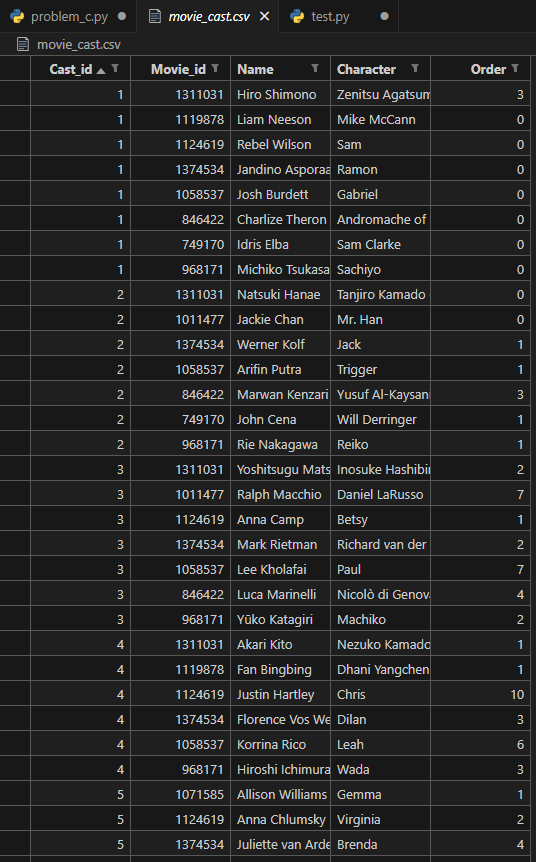 problem_c.py movie_cast.csv test.py
movie_cast.csv
Cast_id Movie_id Name Character Order
1 1311031 Hiro Shimono Zenitsu Agatsum 3
1 1119878 Liam Neeson Mike McCann 0
1 1124619 Rebel Wilson Sam 0
1 1374534 Jandino Asporaa Ramon 0
1 1058537 Josh Burdett Gabriel 0
1 846422 Charlize Theron Andromache of 0
1 749170 Idris Elba Sam Clarke 0
1 968171 Michiko Tsukasa Sachiyo 0
2 1311031 Natsuki Hanae Tanjiro Kamado 0
2 1011477 Jackie Chan Mr. Han 0
2 1374534 Werner Kolf Jack 1
2 1058537 Arifin Putra Trigger 1
2 846422 Marwan Kenzari Yusuf Al-Kaysani 3
2 749170 John Cena Will Derringer 1
2 968171 Rie Nakagawa Reiko 1
3 1311031 Yoshitsugu Mats Inosuke Hashibir 2
3 1011477 Ralph Macchio Daniel LaRusso 7
3 1124619 Anna Camp Betsy 1
3 1374534 Mark Rietman Richard van der 2
3 1058537 Lee Kholafai Paul 7
3 846422 Luca Marinelli Nicolò di Genova 4
3 968171 Yūko Katagiri Machiko 2
4 1311031 Akari Kito Nezuko Kamado 1
4 1119878 Fan Bingbing Dhani Yangchen 1
4 1124619 Justin Hartley Chris 10
4 1374534 Florence Vos We Dilan 3
4 1058537 Korrina Rico Leah 6
4 968171 Hiroshi Ichimura Wada 3
5 1071585 Allison Williams Gemma 1
5 1124619 Anna Chlumsky Virginia 2
5 1374534 Juliette van Arde Brenda 4